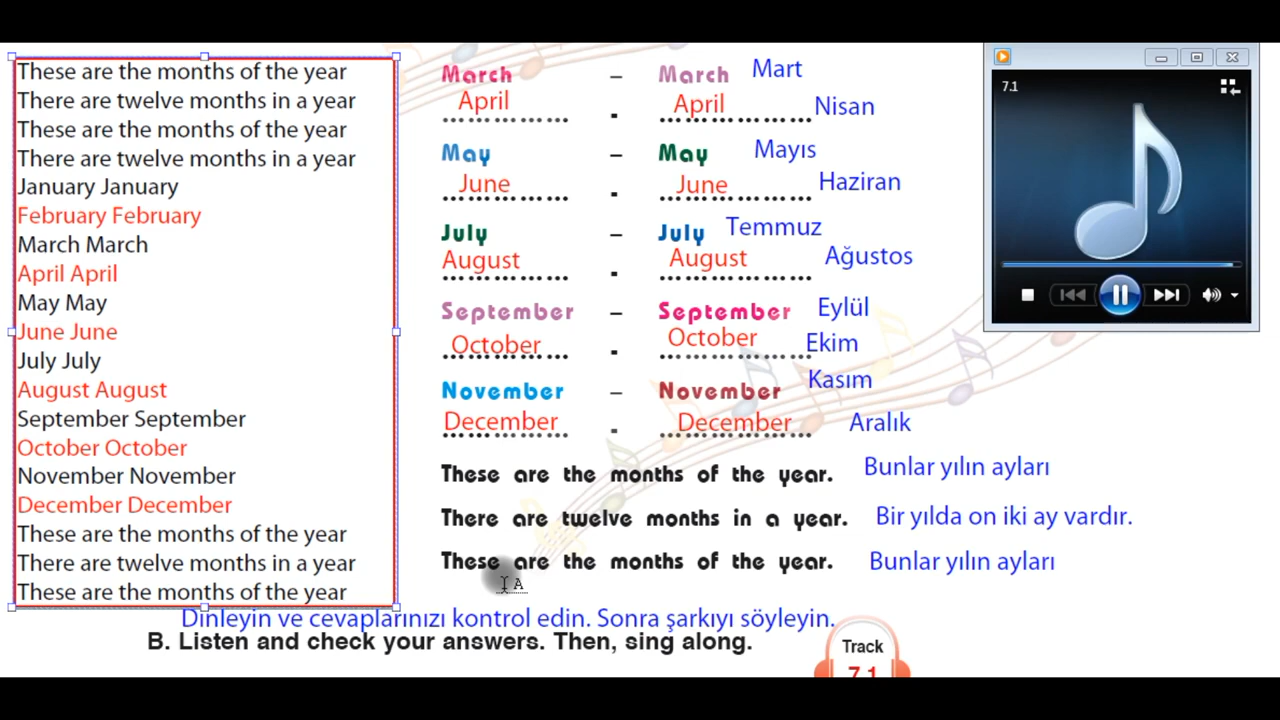 These are the months of the year
There are twelve months in a year
These are the months of the year
There are twelve months in a year
January January
February February
March March
April April
May May
June June
July July
August August
September September
October October
November November
December December
These are the months of the year
There are twelve months in a year
These are the months of the year
March – March Mart
April - April Nisan
May – May Mayıs
June - June Haziran
July – July Temmuz
August - August Ağustos
September – September Eylül
October - October Ekim
November – November Kasım
December - December Aralık
These are the months of the year. Bunlar yılın ayları
There are twelve months in a year. Bir yılda on iki ay vardır.
These are the months of the year. Bunlar yılın ayları
A
Dinleyin ve cevaplarınızı kontrol edin. Sonra şarkıyı söyleyin.
B. Listen and check your answers. Then, sing along.
Track
7.1
7.1